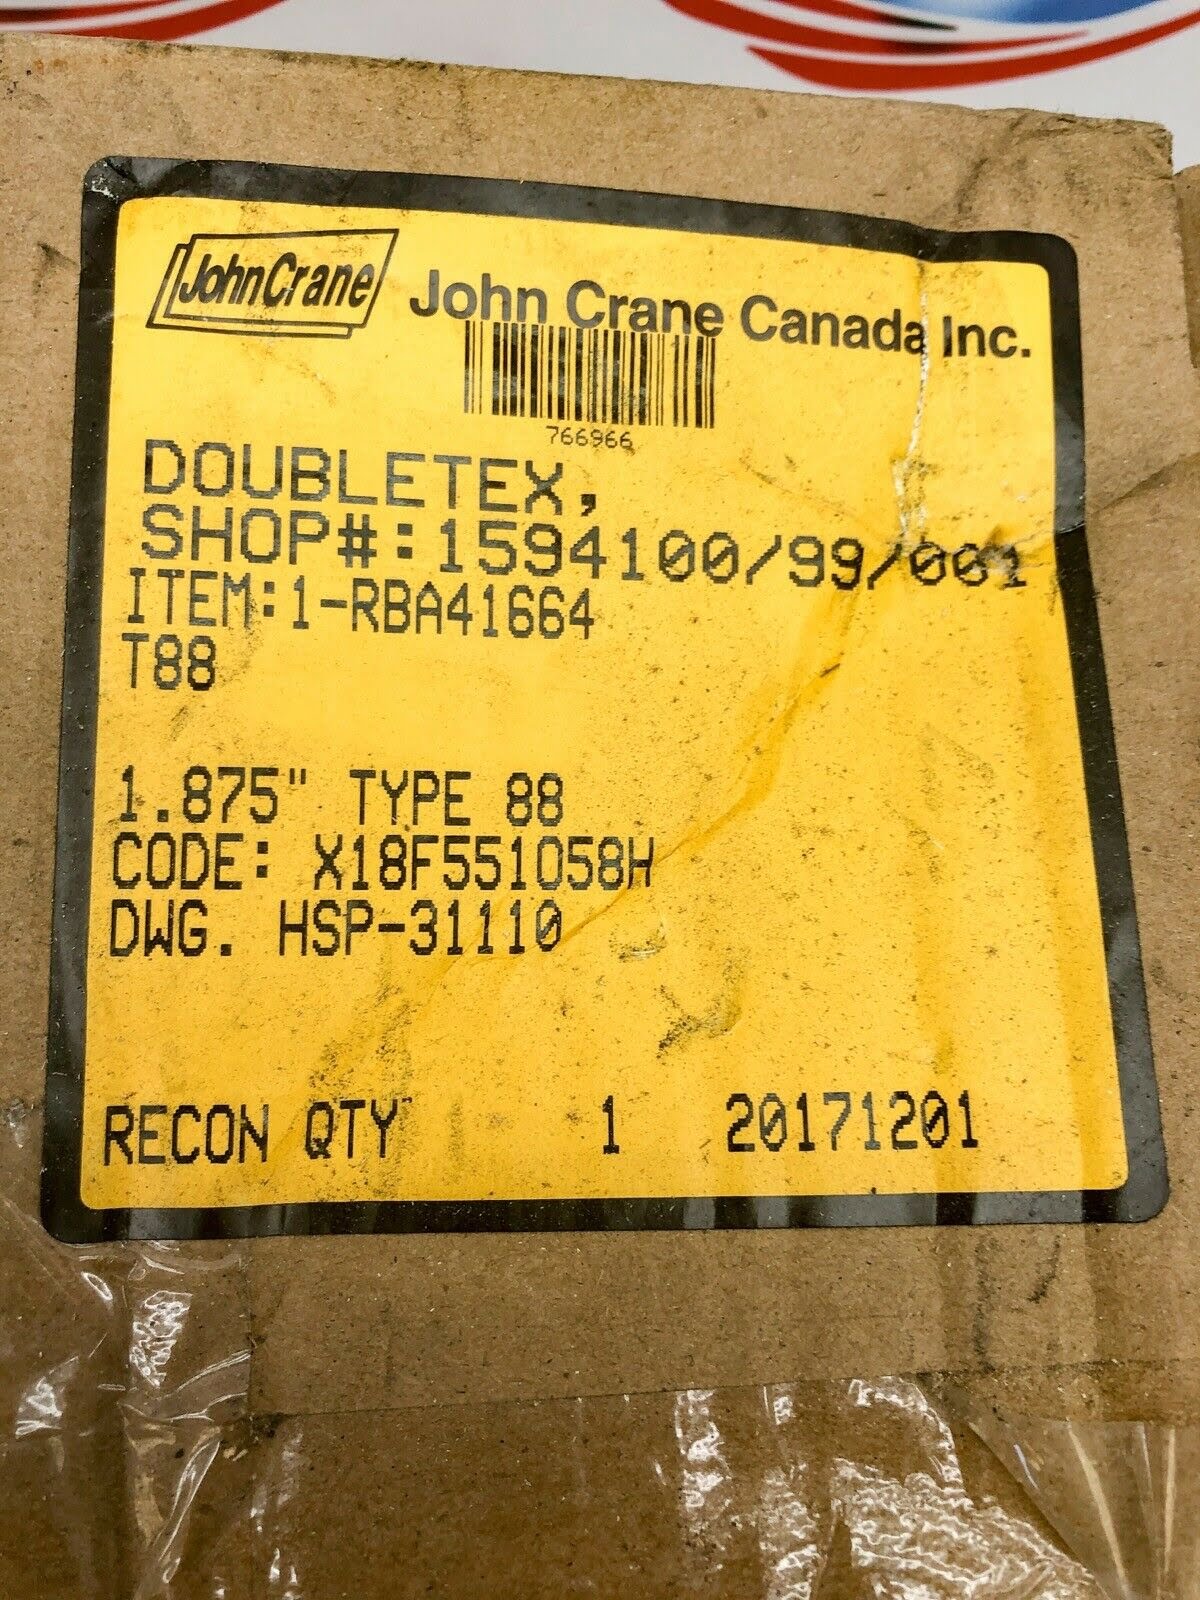 JohnCrane
John Crane Canada Inc.
766966
DOUBLETEX,
SHOP#:1594100/99/001
ITEM:1-RBA41664
T88
1.875" TYPE 88
CODE: X18F551058H
DWG. HSP-31110
RECON QTY 1 20171201